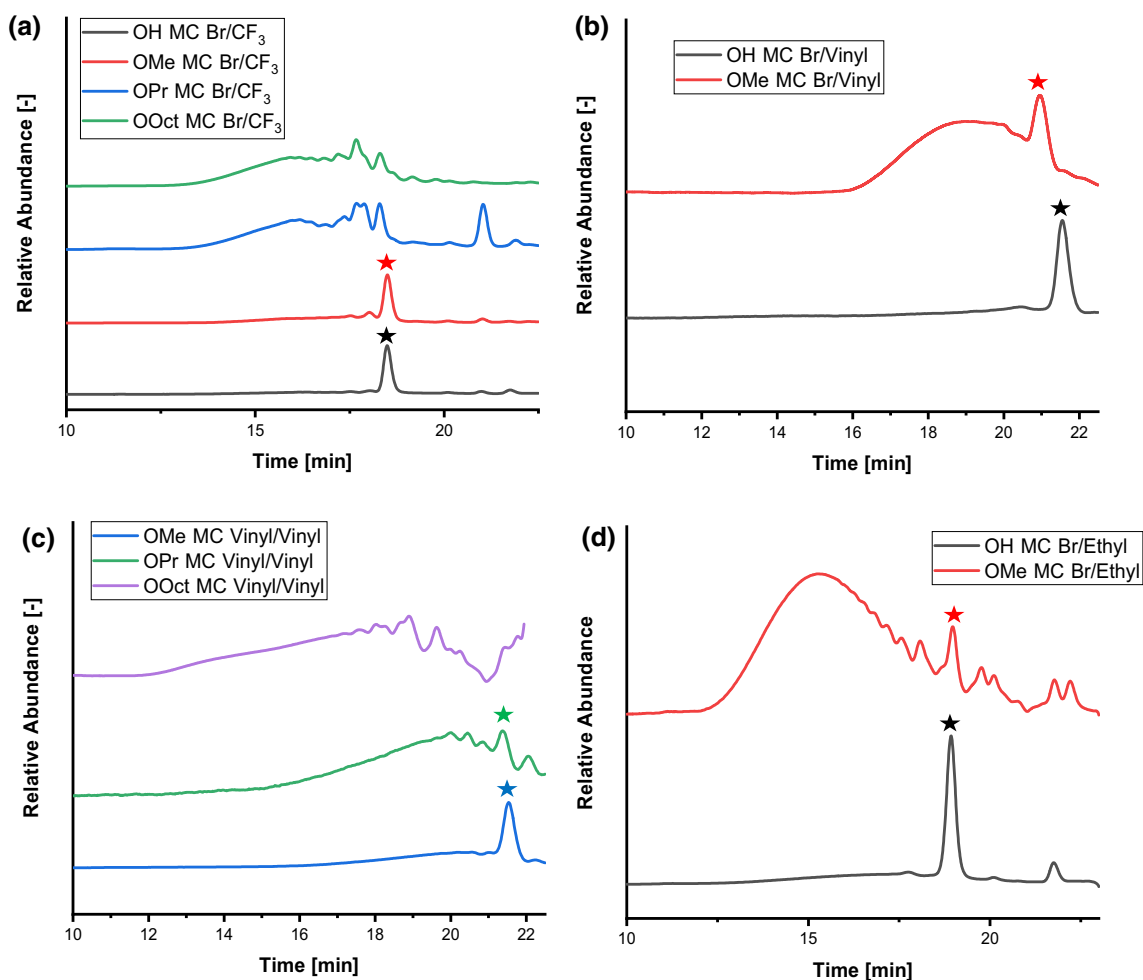 (a)
OH MC Br/CF₃
OMe MC Br/CF₃
OPr MC Br/CF₃
OOct MC Br/CF₃
Relative Abundance [-]
10 15 20
Time [min]
(b)
OH MC Br/Vinyl
OMe MC Br/Vinyl
Relative Abundance [-]
10 12 14 16 18 20 22
Time [min]
(c)
OMe MC Vinyl/Vinyl
OPr MC Vinyl/Vinyl
OOct MC Vinyl/Vinyl
Relative Abundance [-]
10 12 14 16 18 20 22
Time [min]
(d)
OH MC Br/Ethyl
OMe MC Br/Ethyl
Relative Abundance
10 15 20
Time [min]